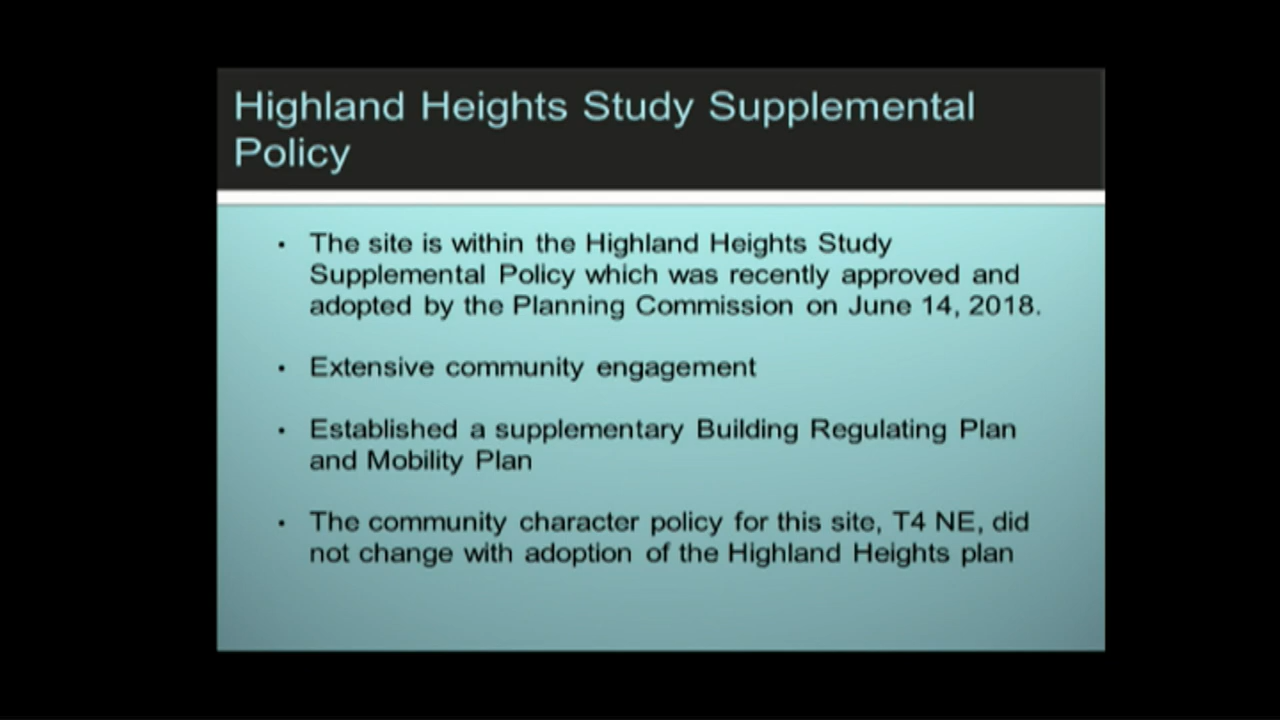 Highland Heights Study Supplemental
Policy
• The site is within the Highland Heights Study
Supplemental Policy which was recently approved and
adopted by the Planning Commission on June 14, 2018.
• Extensive community engagement
• Established a supplementary Building Regulating Plan
and Mobility Plan
• The community character policy for this site, T4 NE, did
not change with adoption of the Highland Heights plan